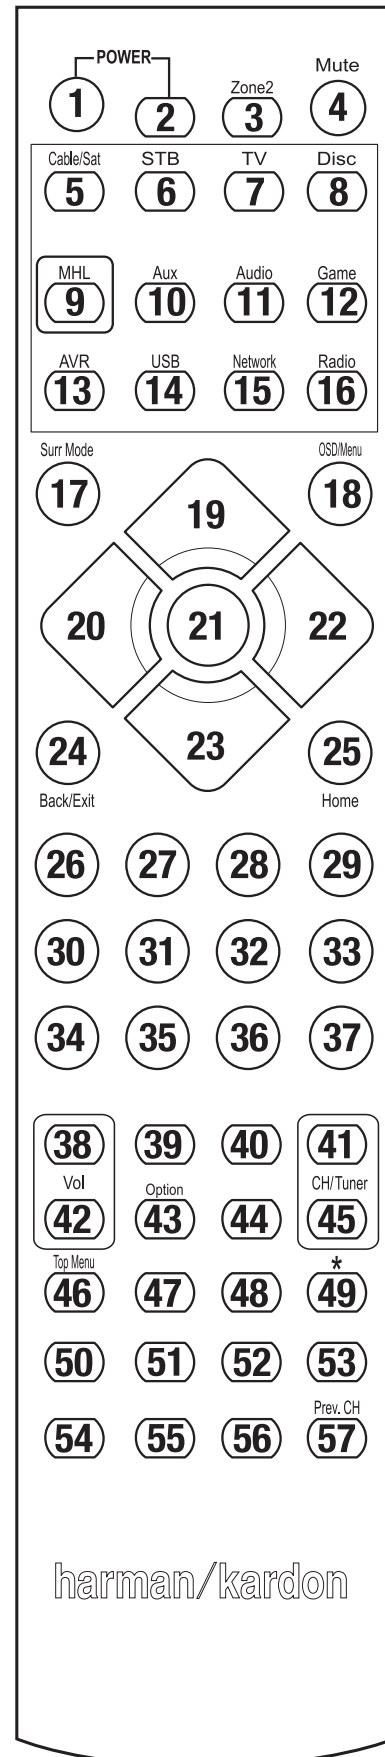 POWER
Mute
Zone2
1 2 3 4
Cable/Sat STB TV Disc
5 6 7 8
MHL Aux Audio Game
9 10 11 12
AVR USB Network Radio
13 14 15 16
Surr Mode OSD/Menu
17 18
19
20 21 22
23
24 25
Back/Exit Home
26 27 28 29
30 31 32 33
34 35 36 37
38 39 40 41
Vol Option CH/Tuner
42 43 44 45
Top Menu *
46 47 48 49
50 51 52 53
Prev. CH
54 55 56 57
harman/kardon